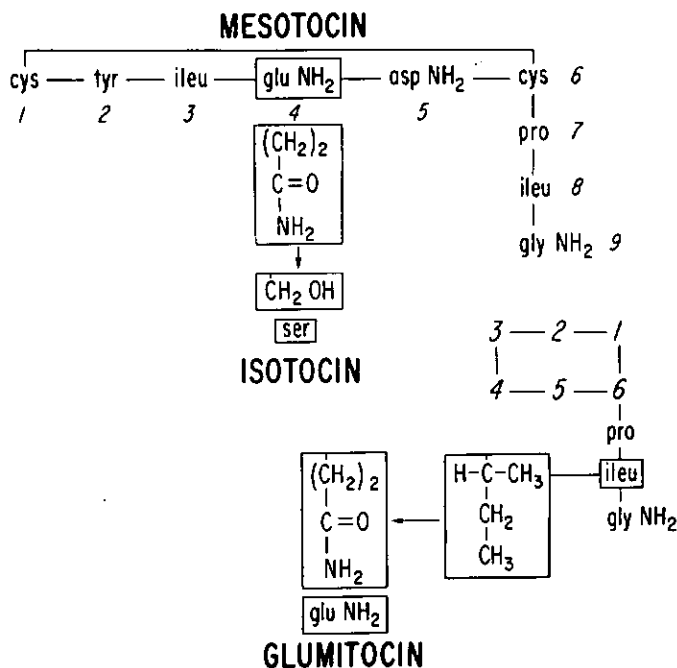 MESOTOCIN
cys — tyr — ileu — glu NH₂ — asp NH₂ — cys 6
1 2 3 4 5
pro 7
ileu 8
gly NH₂ 9
(CH₂)₂
C=O
NH₂
CH₂ OH
ser
ISOTOCIN
3 — 2 — 1
4 — 5 — 6
pro
ileu
gly NH₂
H-C-CH₃
CH₂
CH₃
(CH₂)₂
C=O
NH₂
glu NH₂
GLUMITOCIN